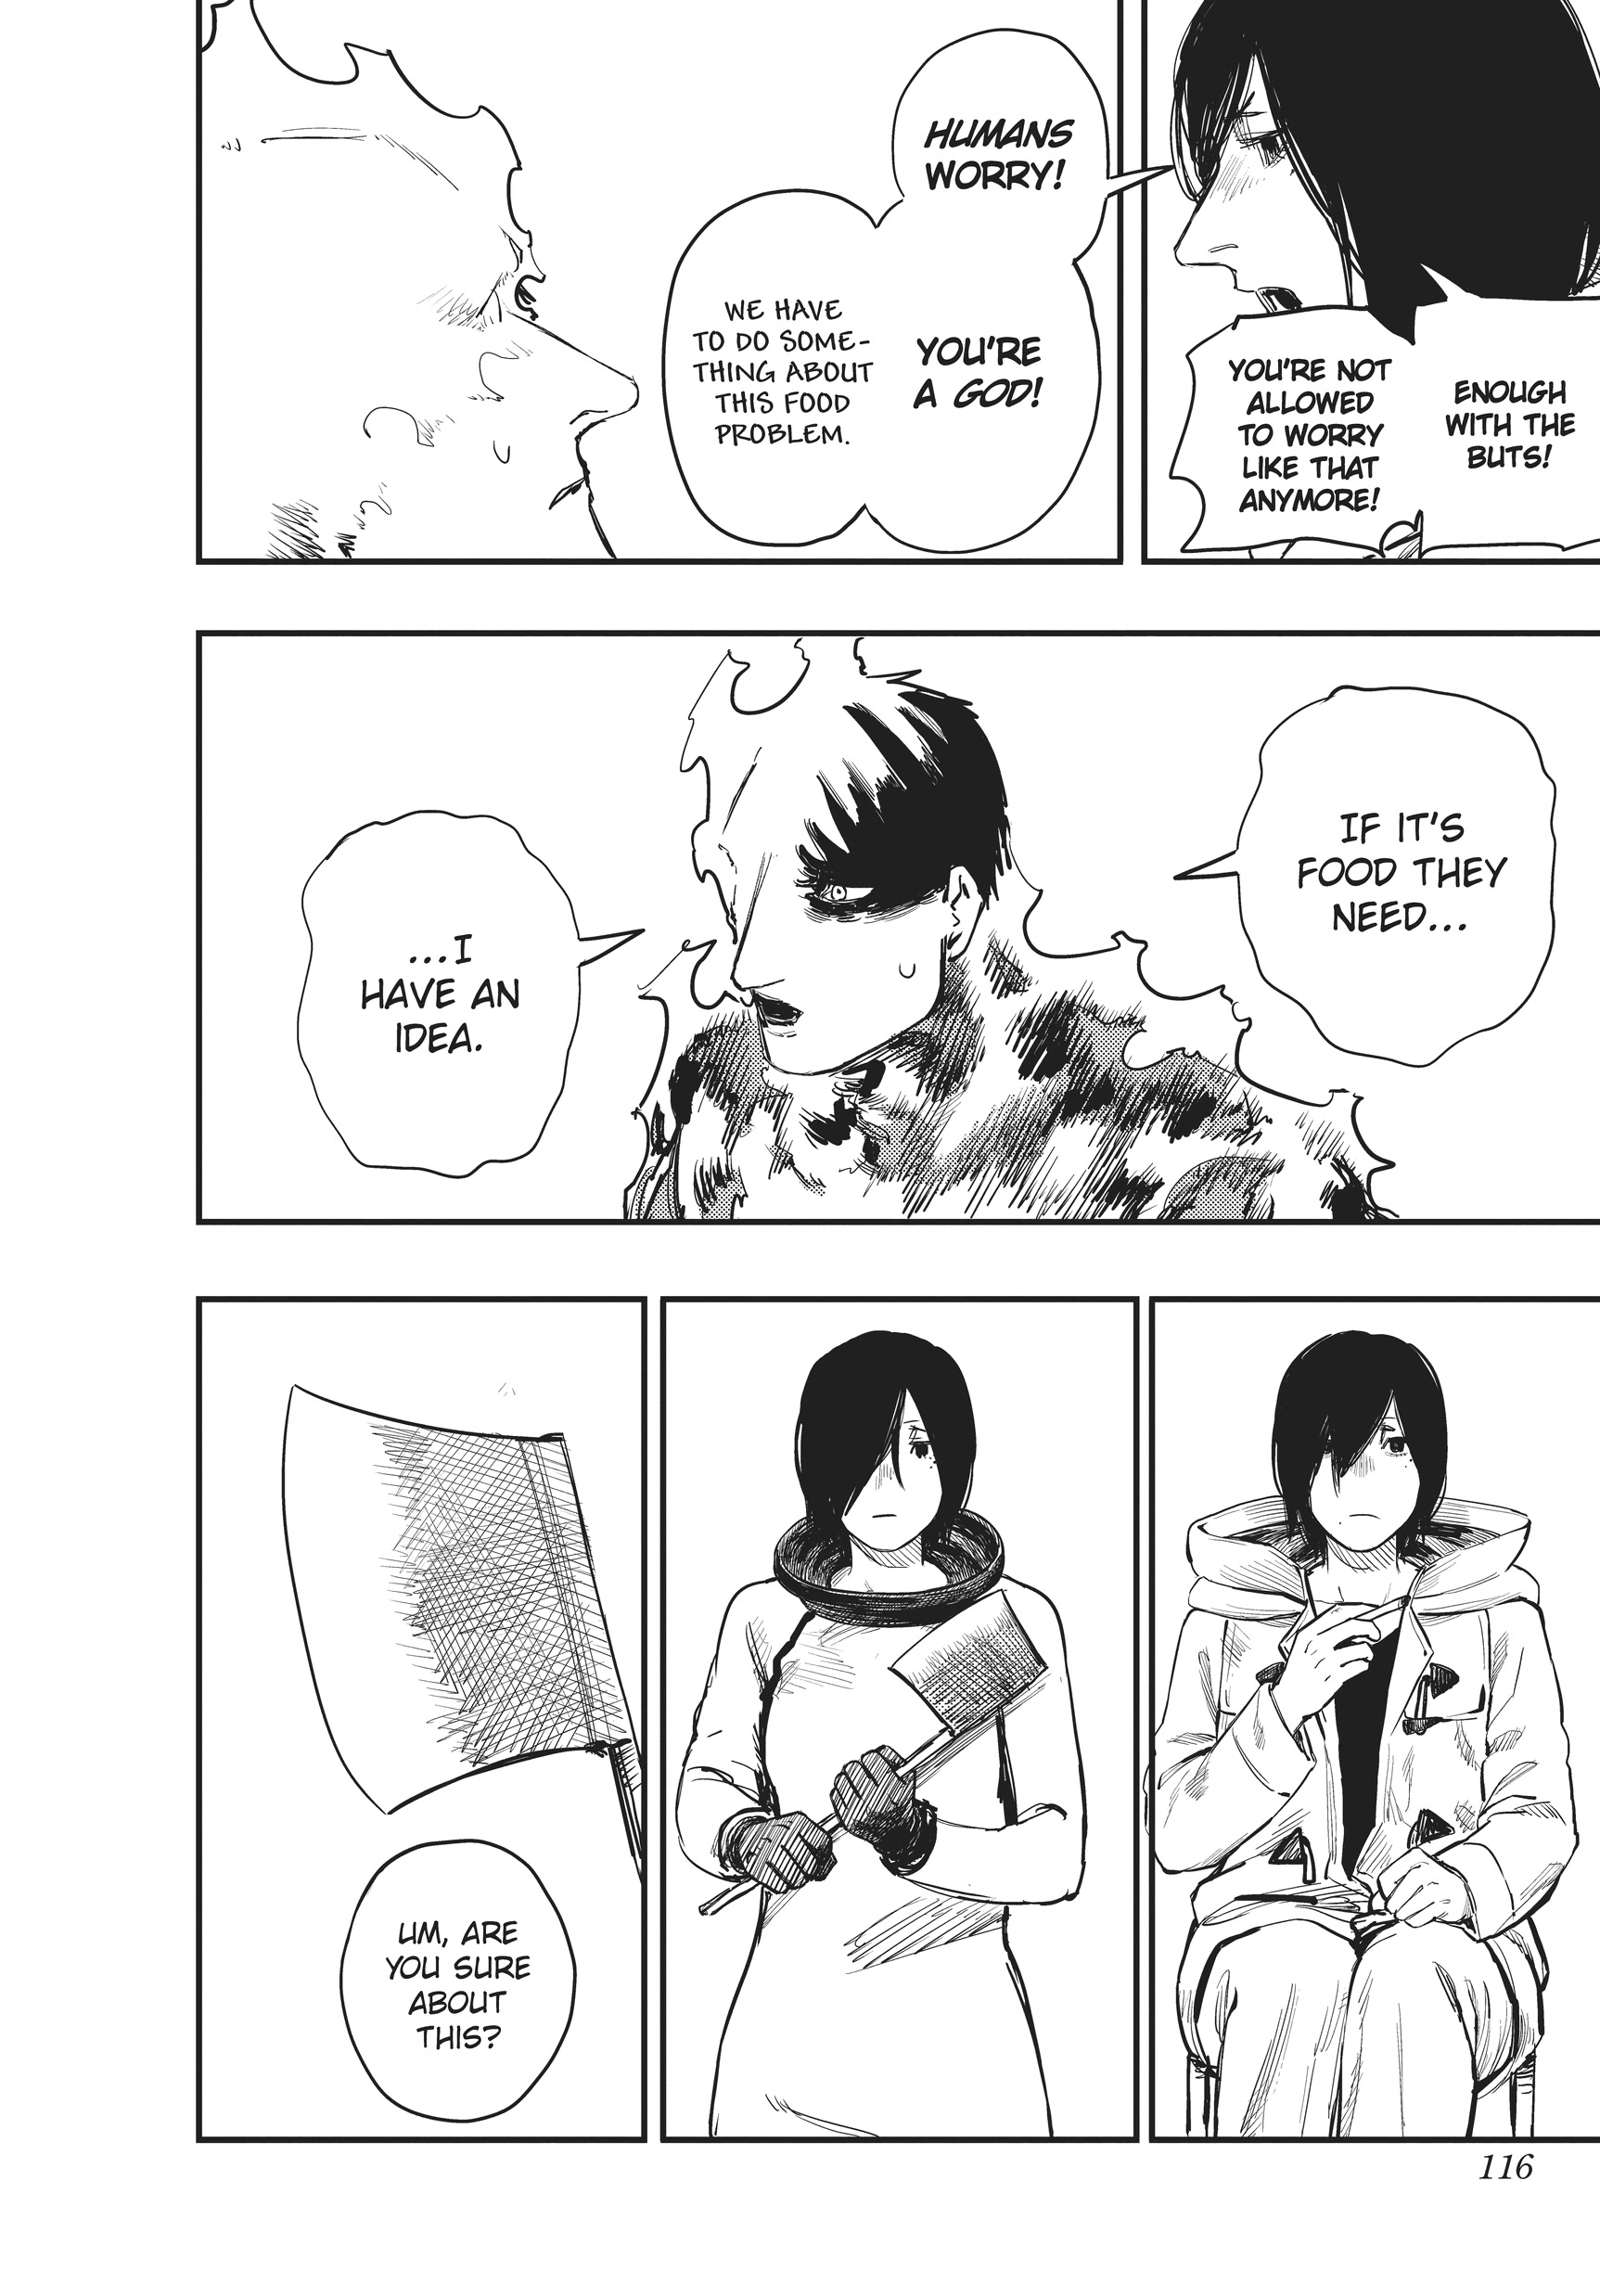 ENOUGH
WITH THE
BUTS!
YOU'RE NOT
ALLOWED
TO WORRY
LIKE THAT
ANYMORE!
HUMANS
WORRY!
YOU'RE
A GOD!
WE HAVE
TO DO SOME-
THING ABOUT
THIS FOOD
PROBLEM.
IF IT'S
FOOD THEY
NEED...
...I
HAVE AN
IDEA.
UM, ARE
YOU SURE
ABOUT
THIS?
116